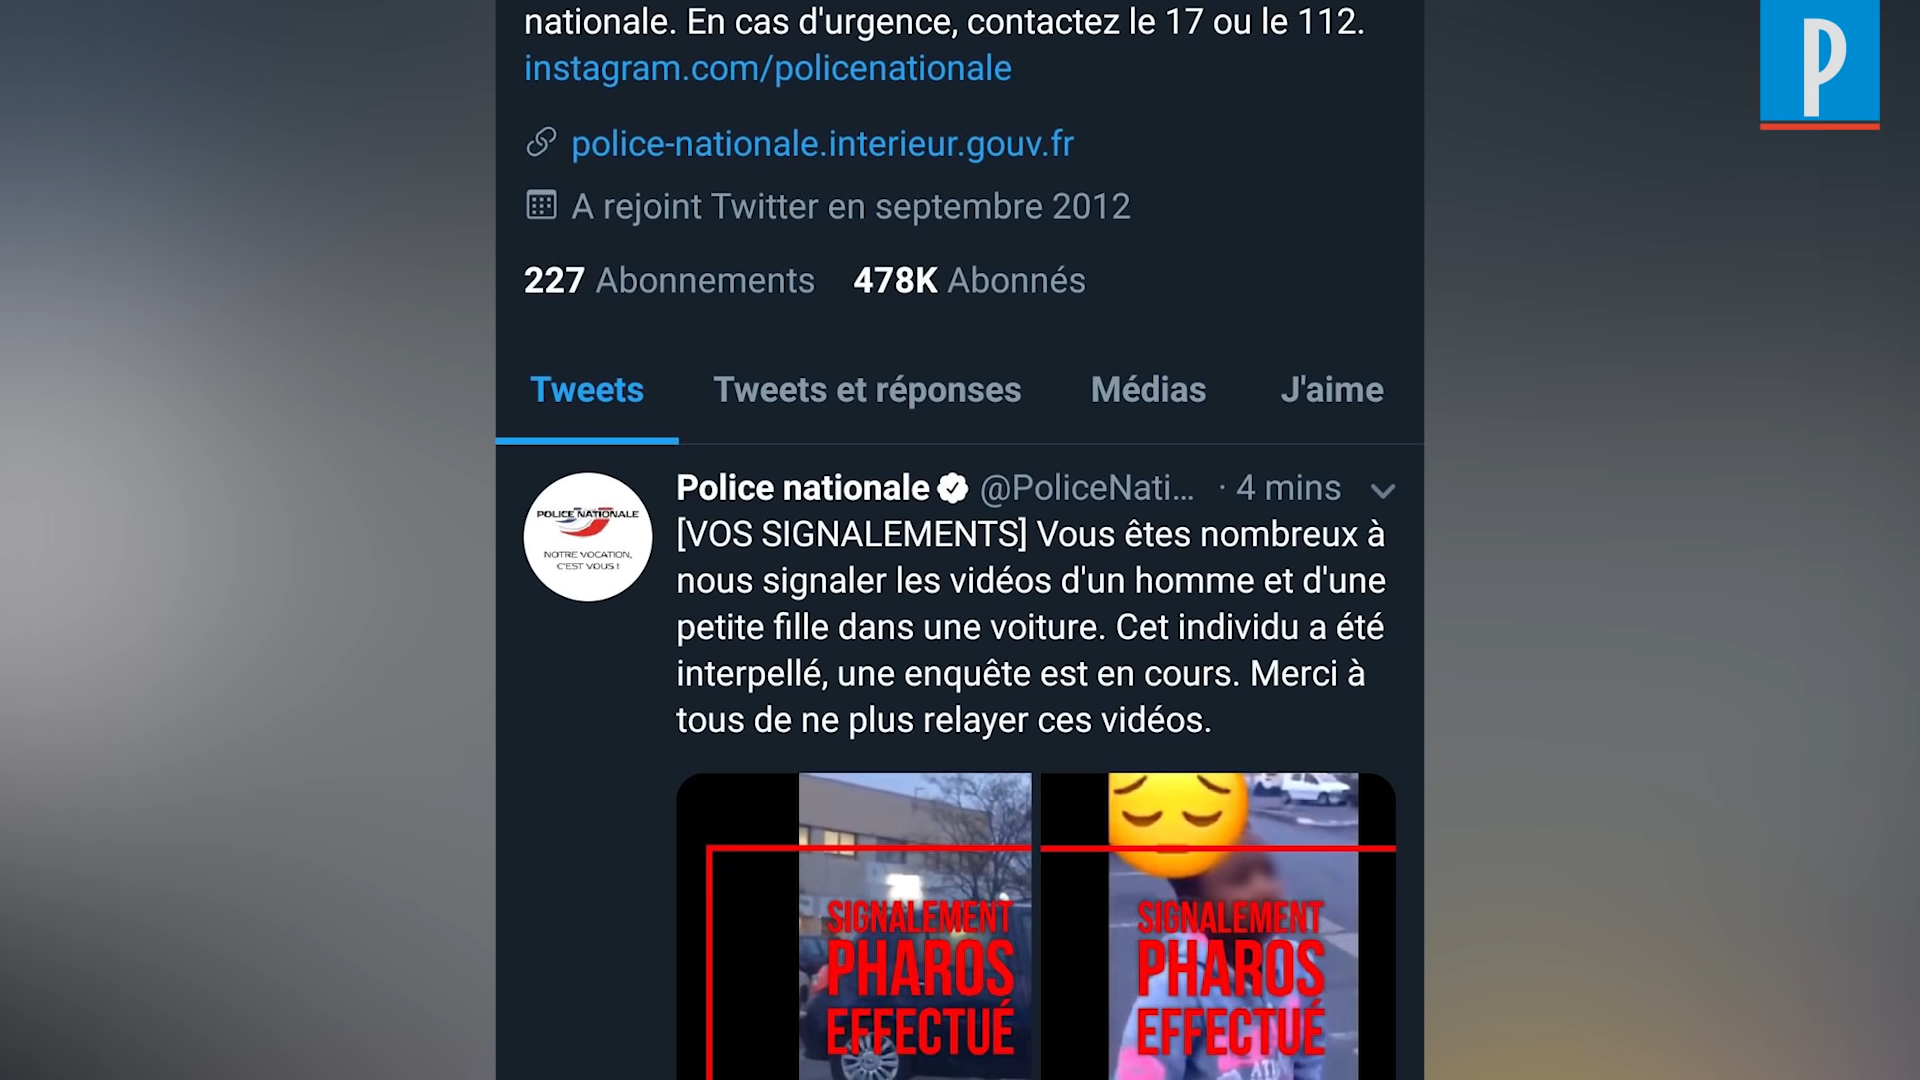 nationale. En cas d'urgence, contactez le 17 ou le 112.
instagram.com/policenationale
police-nationale.interieur.gouv.fr
A rejoint Twitter en septembre 2012
227 Abonnements 478K Abonnés
Tweets Tweets et réponses Médias J'aime
Police nationale @PoliceNati... · 4 mins
[VOS SIGNALEMENTS] Vous êtes nombreux à
nous signaler les vidéos d'un homme et d'une
petite fille dans une voiture. Cet individu a été
interpellé, une enquête est en cours. Merci à
tous de ne plus relayer ces vidéos.
POLICE NATIONALE
NOTRE VOCATION,
C'EST VOUS !
SIGNALEMENT
PHAROS
EFFECTUÉ
SIGNALEMENT
PHAROS
EFFECTUÉ
P